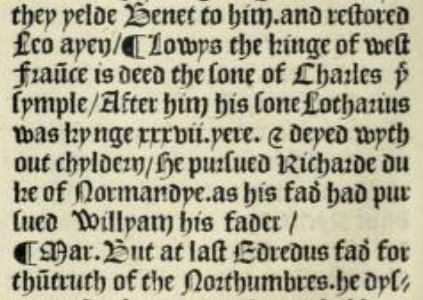 they yelde Benet to hym.and restored
Leo ayen/¶Lowys the kinge of west
fraūce is deed the sone of Charles þͤ
symple/After him his sone Lotharius
was kynge xxxvii.yere. ⁊ deyed wyth
out chyldern/He pursued Richarde du
ke of Normandye.as his fad̛ had pur
sued Willyam his fader /
¶Mar.But at last Edredus fad̛ for
thūtruth of the Northumbres.he dys⸗